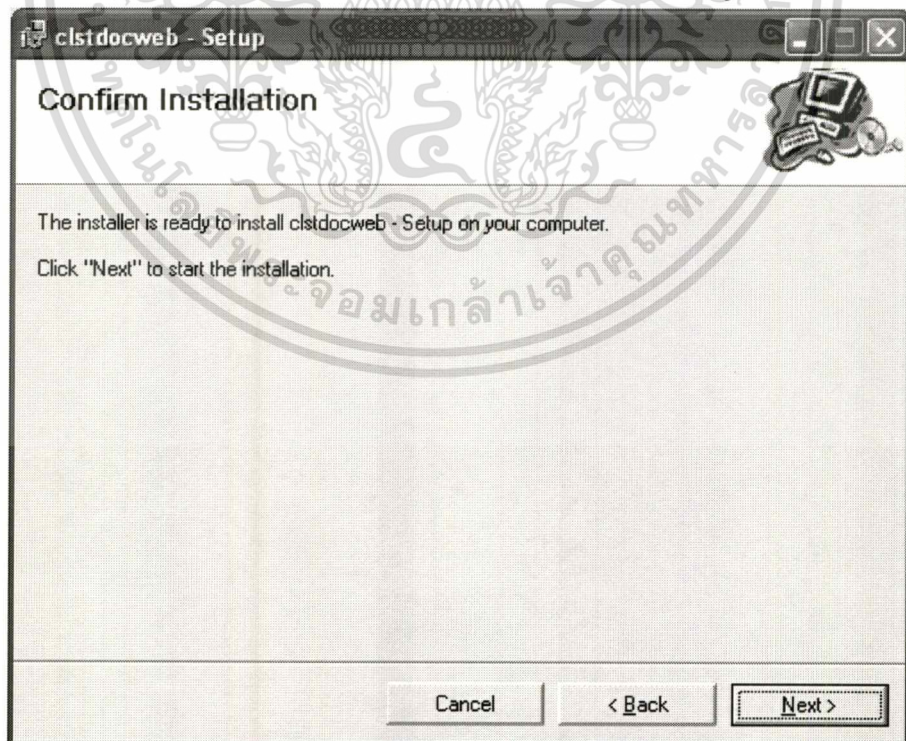 clstdocweb - Setup
Confirm Installation
The installer is ready to install clstdocweb - Setup on your computer.
Click "Next" to start the installation.
Cancel
< Back
Next >